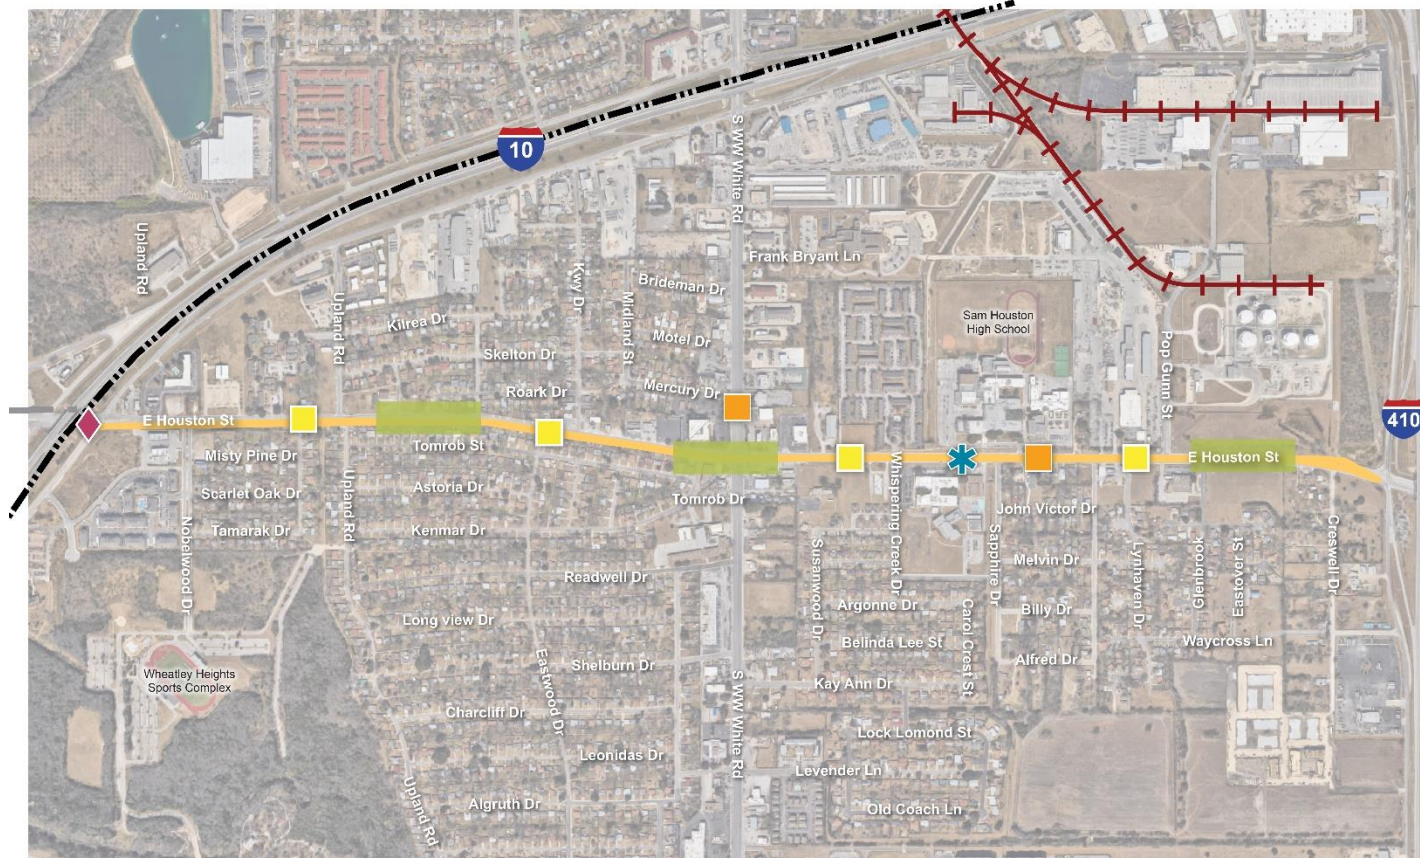 10
S WW White Rd
Upland Rd
Frank Bryant Ln
Kwy Dr
Brideman Dr
Upland Rd
Midland St
Sam Houston
High School
Kilrea Dr
Motel Dr
Pop Gunn St
Skelton Dr
Mercury Dr
Roark Dr
410
E Houston St
Tomrob St
Misty Pine Dr
E Houston St
Astoria Dr
Scarlet Oak Dr
Tomrob Dr
Whispering Creek Dr
John Victor Dr
Upland Rd
Kenmar Dr
Tamarak Dr
Nobelwood Dr
Sapphire Dr
Creswell Dr
Melvin Dr
Readwell Dr
Susanwood Dr
Lynhaven Dr
Glenbrook
Eastover St
Argonne Dr
Billy Dr
Long view Dr
Carol Crest St
Belinda Lee St
Waycross Ln
Shelburn Dr
Alfred Dr
Wheatley Heights
Sports Complex
Eastwood Dr
Kay Ann Dr
Charcliff Dr
S WW White Rd
Lock Lomond St
Leonidas Dr
Levender Ln
Algruth Dr
Upland Rd
Old Coach Ln